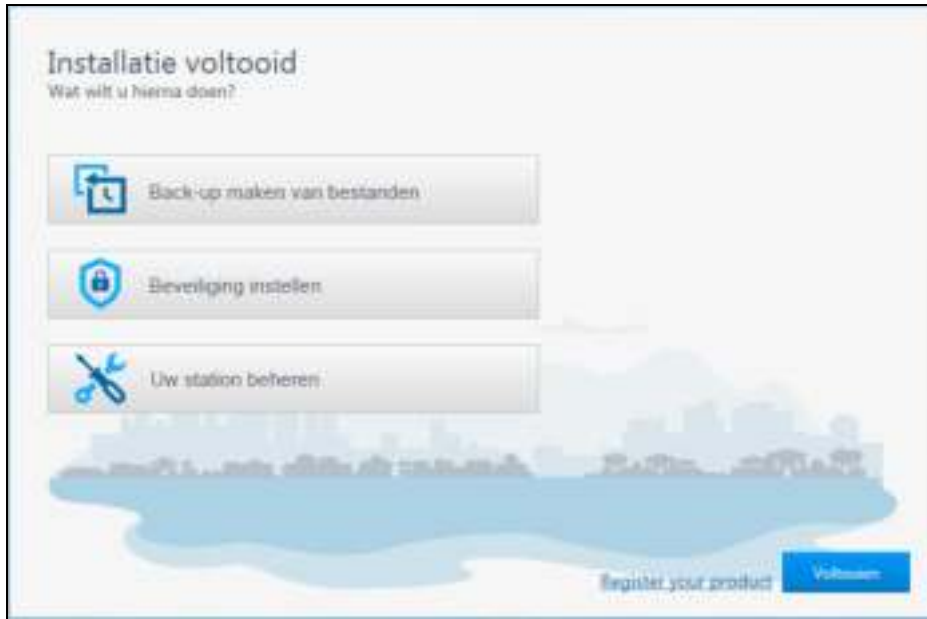 Installatie voltooid
Wat wilt u hierna doen?
Back-up maken van bestanden
Beveiliging instellen
Uw station beheren
Register your product
Voltooien